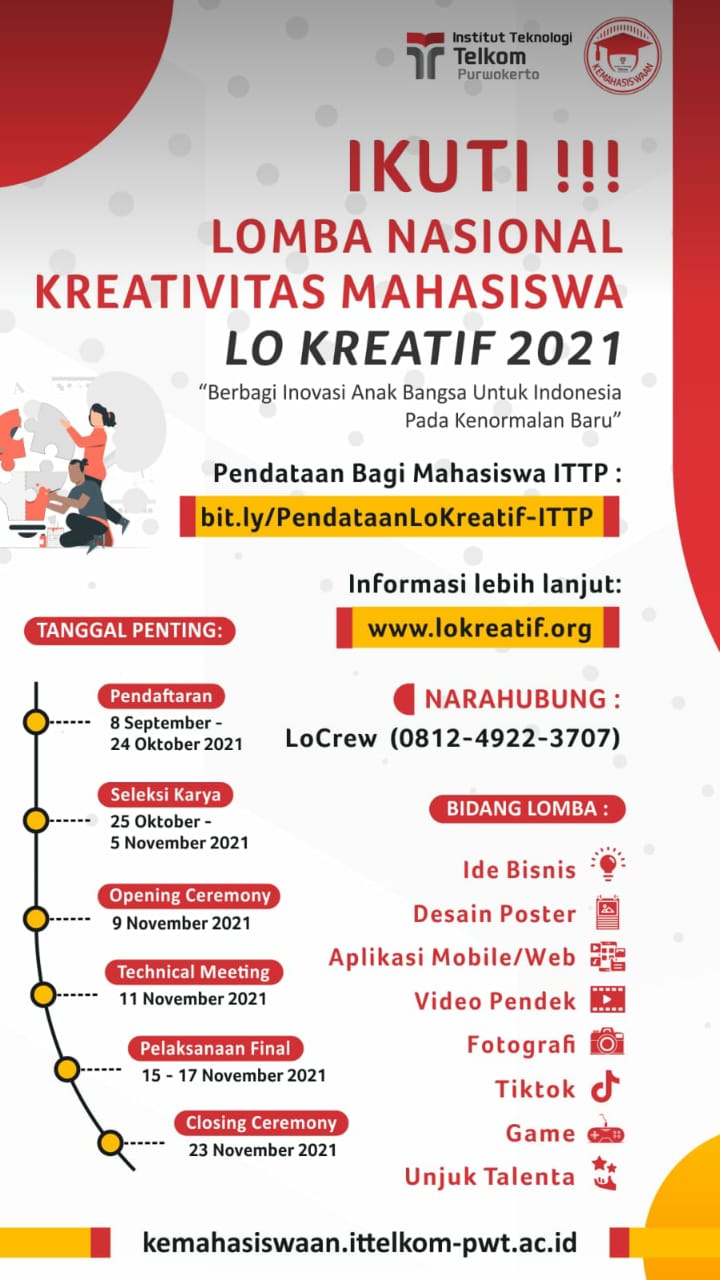 Institut Teknologi
Telkom
Purwokerto
KEMAHASISWAAN
IKUTI !!!
LOMBA NASIONAL
KREATIVITAS MAHASISWA
LO KREATIF 2021
“Berbagi Inovasi Anak Bangsa Untuk Indonesia
Pada Kenormalan Baru”
Pendataan Bagi Mahasiswa ITTP :
bit.ly/PendataanLoKreatif-ITTP
Informasi lebih lanjut:
www.lokreatif.org
NARAHUBUNG :
LoCrew (0812-4922-3707)
TANGGAL PENTING:
Pendaftaran
8 September -
24 Oktober 2021
Seleksi Karya
25 Oktober -
5 November 2021
Opening Ceremony
9 November 2021
Technical Meeting
11 November 2021
Pelaksanaan Final
15 - 17 November 2021
Closing Ceremony
23 November 2021
BIDANG LOMBA :
Ide Bisnis
Desain Poster
Aplikasi Mobile/Web
Video Pendek
Fotografi
Tiktok
Game
Unjuk Talenta
kemahasiswaan.ittelkom-pwt.ac.id